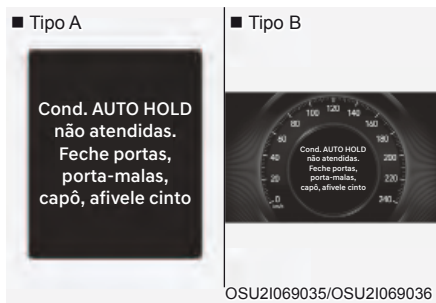 ■ Tipo A
Cond. AUTO HOLD
não atendidas.
Feche portas,
porta-malas,
capô, afivele cinto
■ Tipo B
100 120 140
80 160
60
40 200
20 220
0 240
km/h
Cond. AUTO HOLD
não atendidas.
Feche portas,
porta-malas,
capô, afivele cinto
OSU2I069035/OSU2I069036